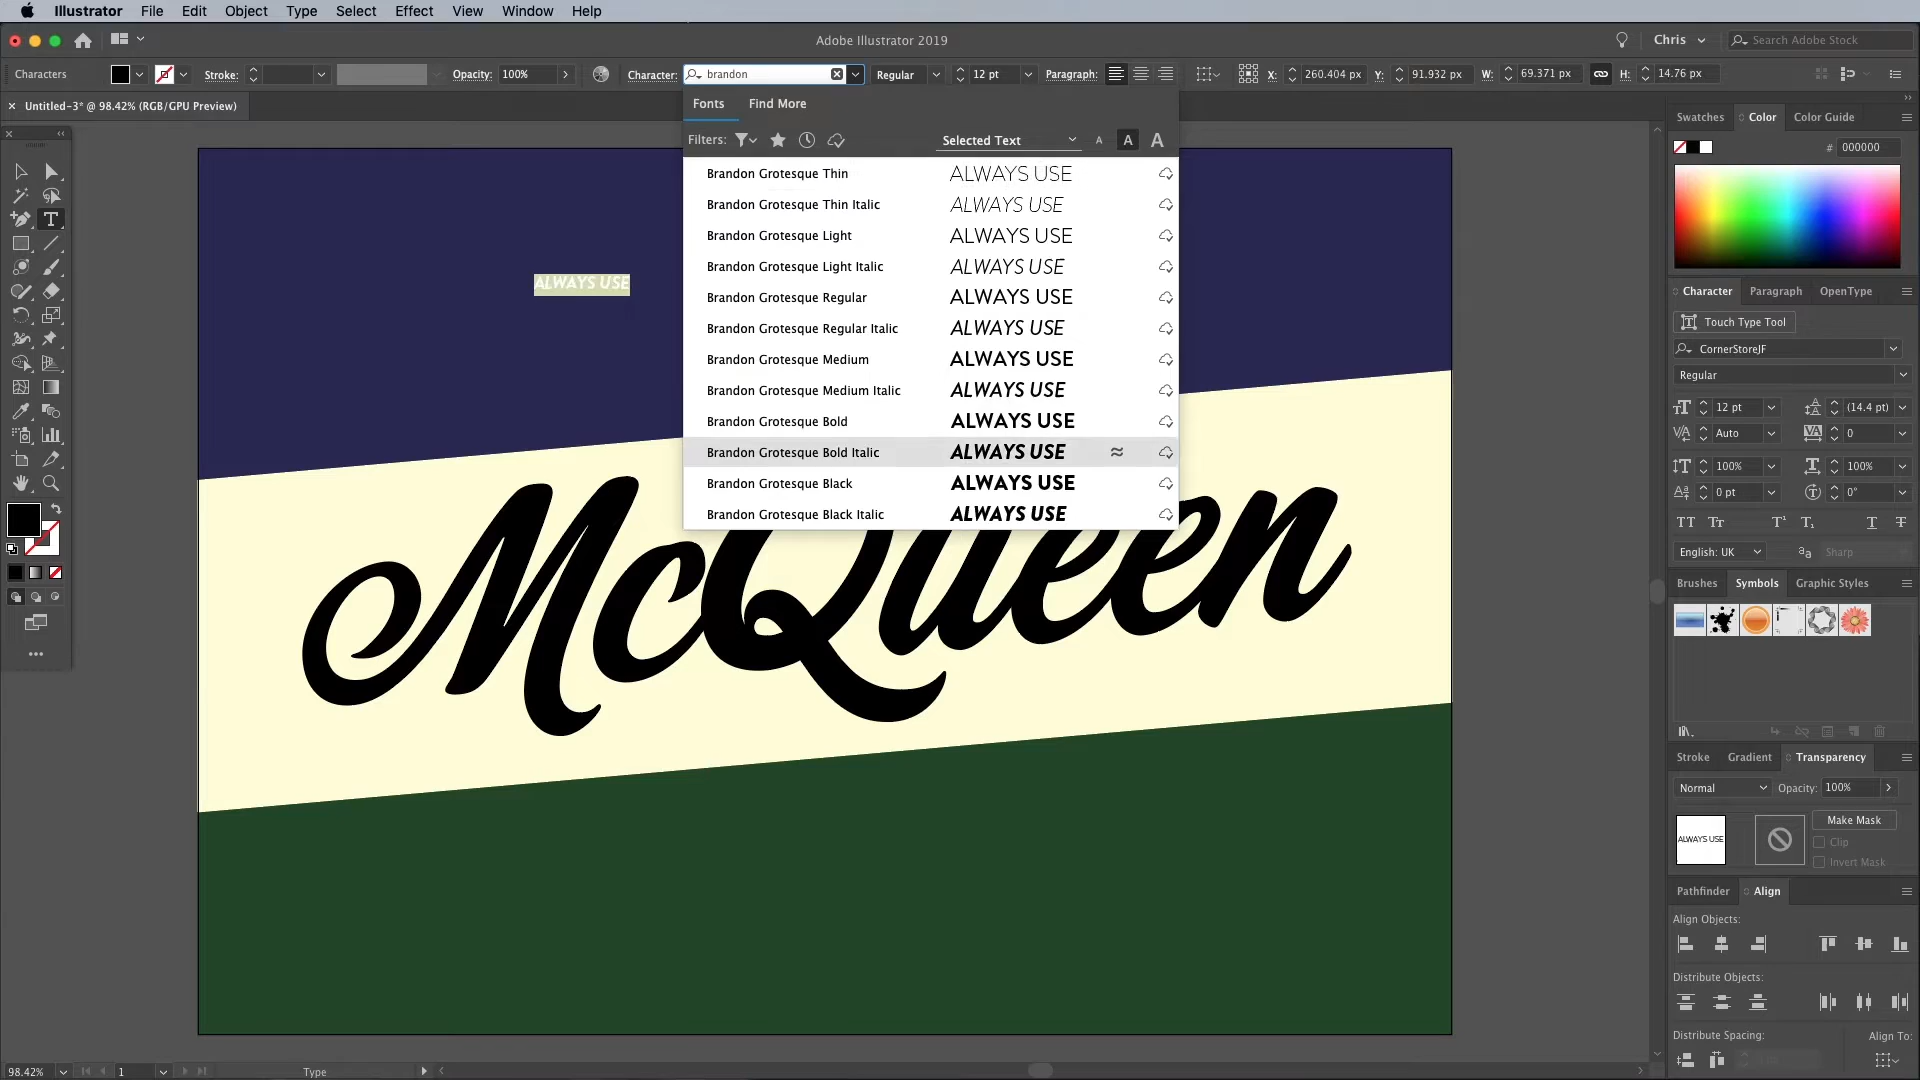 Illustrator File Edit Object Type Select Effect View Window Help
Adobe Illustrator 2019
Chris
Search Adobe Stock
Characters
Stroke:
Opacity: 100%
Character: brandon
Regular
12 pt
Paragraph:
X: 260.404 px
Y: 91.932 px
W: 69.371 px
H: 14.76 px
Untitled-3* @ 98.42% (RGB/GPU Preview)
Fonts Find More
Filters:
Selected Text
A A A
Brandon Grotesque Thin ALWAYS USE
Brandon Grotesque Thin Italic ALWAYS USE
Brandon Grotesque Light ALWAYS USE
Brandon Grotesque Light Italic ALWAYS USE
Brandon Grotesque Regular ALWAYS USE
Brandon Grotesque Regular Italic ALWAYS USE
Brandon Grotesque Medium ALWAYS USE
Brandon Grotesque Medium Italic ALWAYS USE
Brandon Grotesque Bold ALWAYS USE
Brandon Grotesque Bold Italic ALWAYS USE
Brandon Grotesque Black ALWAYS USE
Brandon Grotesque Black Italic ALWAYS USE
ALWAYS USE
McQueen
Swatches Color Color Guide
# 000000
Character Paragraph OpenType
Touch Type Tool
CornerStoreJF
Regular
12 pt (14.4 pt)
Auto 0
100% 100%
0 pt 0°
English: UK
Sharp
Brushes Symbols Graphic Styles
Stroke Gradient Transparency
Normal Opacity: 100%
ALWAYS USE
Make Mask
Clip
Invert Mask
Pathfinder Align
Align Objects:
Distribute Objects:
Distribute Spacing: Align To:
98.42% 1 Type